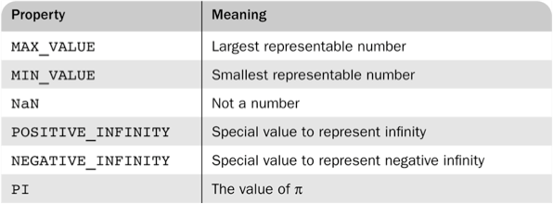 Property Meaning
MAX_VALUE Largest representable number
MIN_VALUE Smallest representable number
NaN Not a number
POSITIVE_INFINITY Special value to represent infinity
NEGATIVE_INFINITY Special value to represent negative infinity
PI The value of π